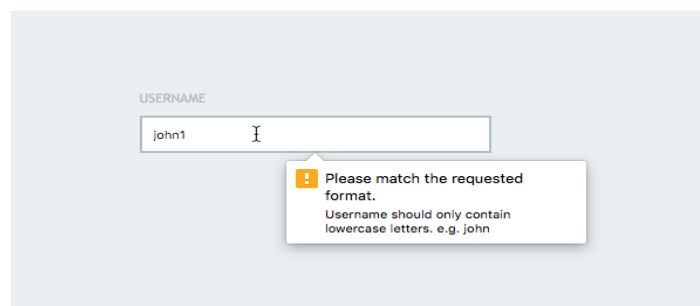 USERNAME
john1
Please match the requested
format.
Username should only contain
lowercase letters. e.g. john